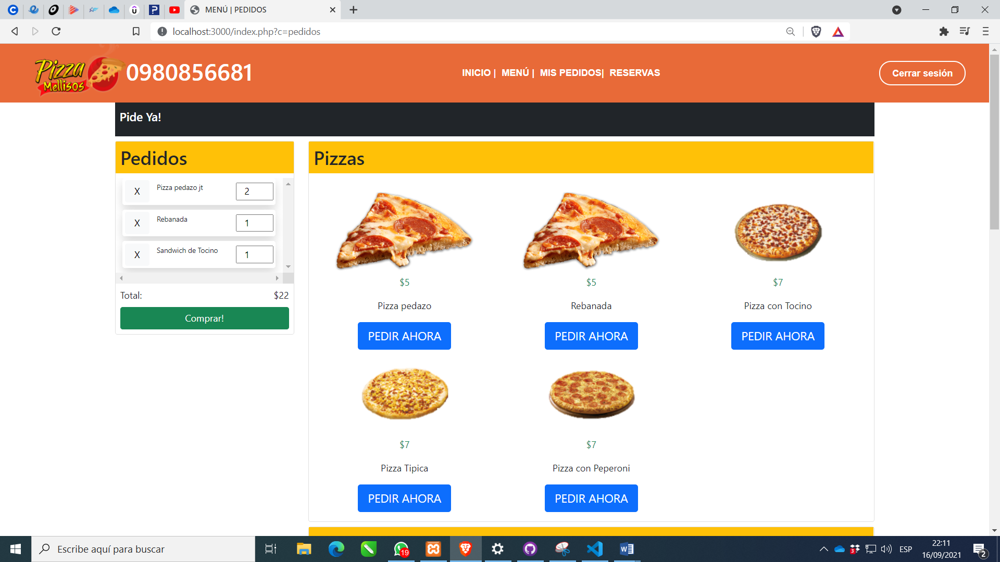 MENÚ | PEDIDOS
localhost:3000/index.php?c=pedidos
Pizza
Mellisos
0980856681
INICIO | MENÚ | MIS PEDIDOS| RESERVAS
Cerrar sesión
Pide Ya!
Pedidos
X Pizza pedazo jt 2
X Rebanada 1
X Sandwich de Tocino 1
Total: $22
Comprar!
Pizzas
$5 $5 $7
Pizza pedazo Rebanada Pizza con Tocino
PEDIR AHORA PEDIR AHORA PEDIR AHORA
$7 $7
Pizza Tipica Pizza con Peperoni
PEDIR AHORA PEDIR AHORA
Escribe aquí para buscar
19
3
ESP
22:11
16/09/2021
2